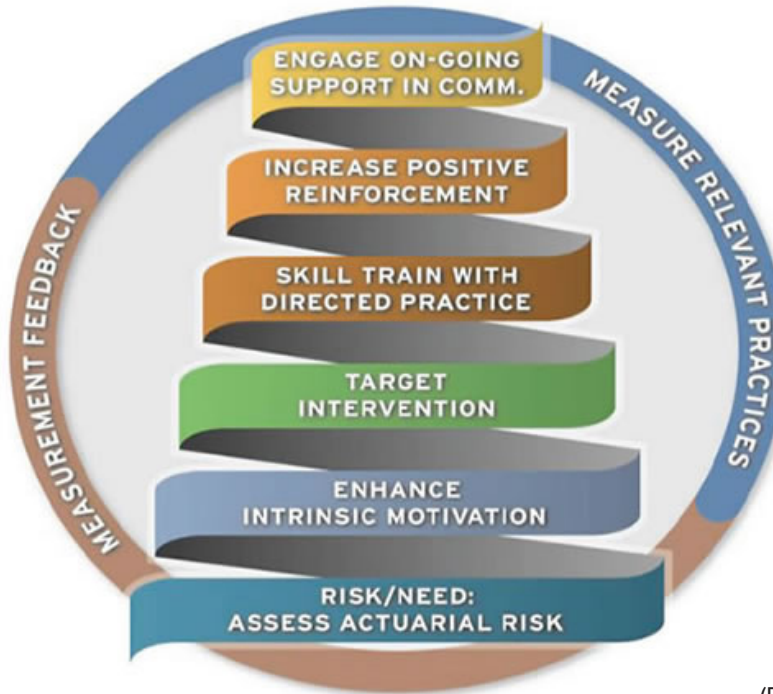 ENGAGE ON-GOING
SUPPORT IN COMM.
INCREASE POSITIVE
REINFORCEMENT
SKILL TRAIN WITH
DIRECTED PRACTICE
TARGET
INTERVENTION
ENHANCE
INTRINSIC MOTIVATION
RISK/NEED:
ASSESS ACTUARIAL RISK
MEASUREMENT FEEDBACK
MEASURE RELEVANT PRACTICES